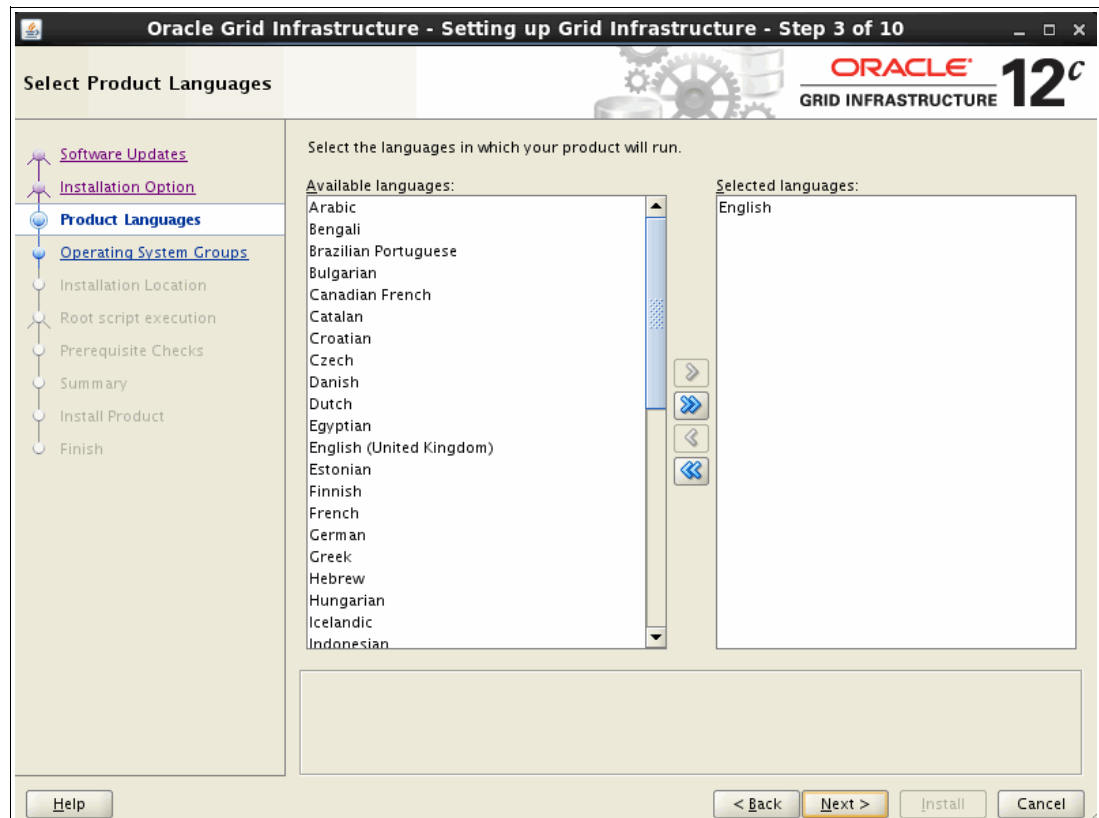 Oracle Grid Infrastructure - Setting up Grid Infrastructure - Step 3 of 10
Select Product Languages
ORACLE
GRID INFRASTRUCTURE
12c
Software Updates
Installation Option
Product Languages
Operating System Groups
Installation Location
Root script execution
Prerequisite Checks
Summary
Install Product
Finish
Select the languages in which your product will run.
Available languages:
Arabic
Bengali
Brazilian Portuguese
Bulgarian
Canadian French
Catalan
Croatian
Czech
Danish
Dutch
Egyptian
English (United Kingdom)
Estonian
Finnish
French
German
Greek
Hebrew
Hungarian
Icelandic
Indonesian
Selected languages:
English
Help
< Back
Next >
Install
Cancel